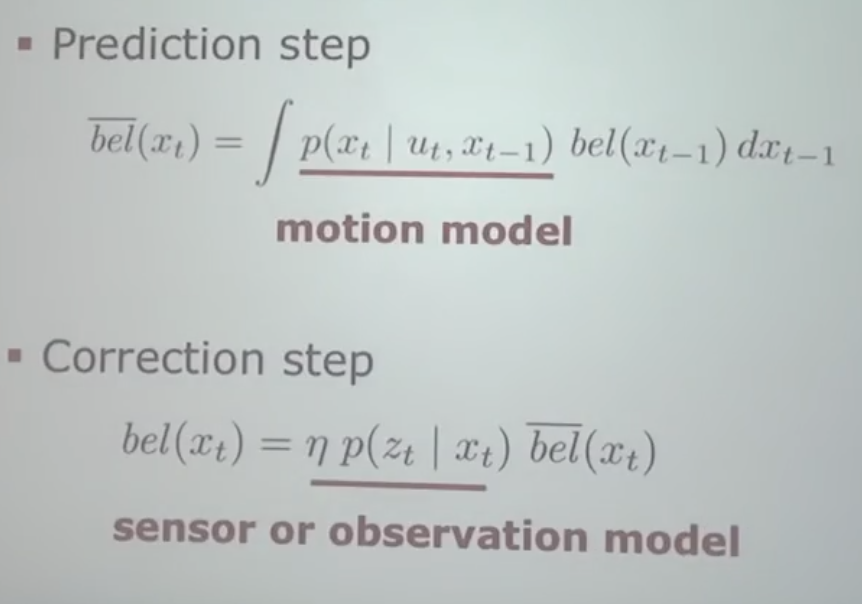 ▪ Prediction step
$\overline{bel}(x_t) = \int p(x_t \mid u_t, x_{t-1}) \, bel(x_{t-1}) \, dx_{t-1}$
motion model
▪ Correction step
$bel(x_t) = \eta \, p(z_t \mid x_t) \, \overline{bel}(x_t)$
sensor or observation model